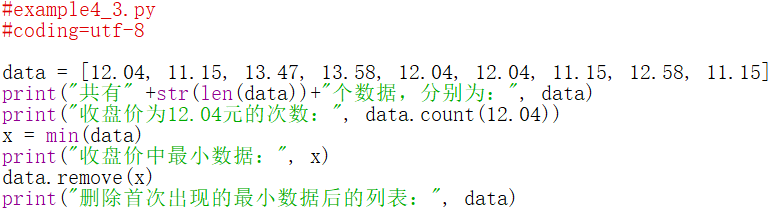 #example4_3.py
#coding=utf-8
data = [12.04, 11.15, 13.47, 13.58, 12.04, 12.04, 11.15, 12.58, 11.15]
print("共有" +str(len(data))+"个数据，分别为：", data)
print("收盘价为12.04元的次数：", data.count(12.04))
x = min(data)
print("收盘价中最小数据：", x)
data.remove(x)
print("删除首次出现的最小数据后的列表：", data)